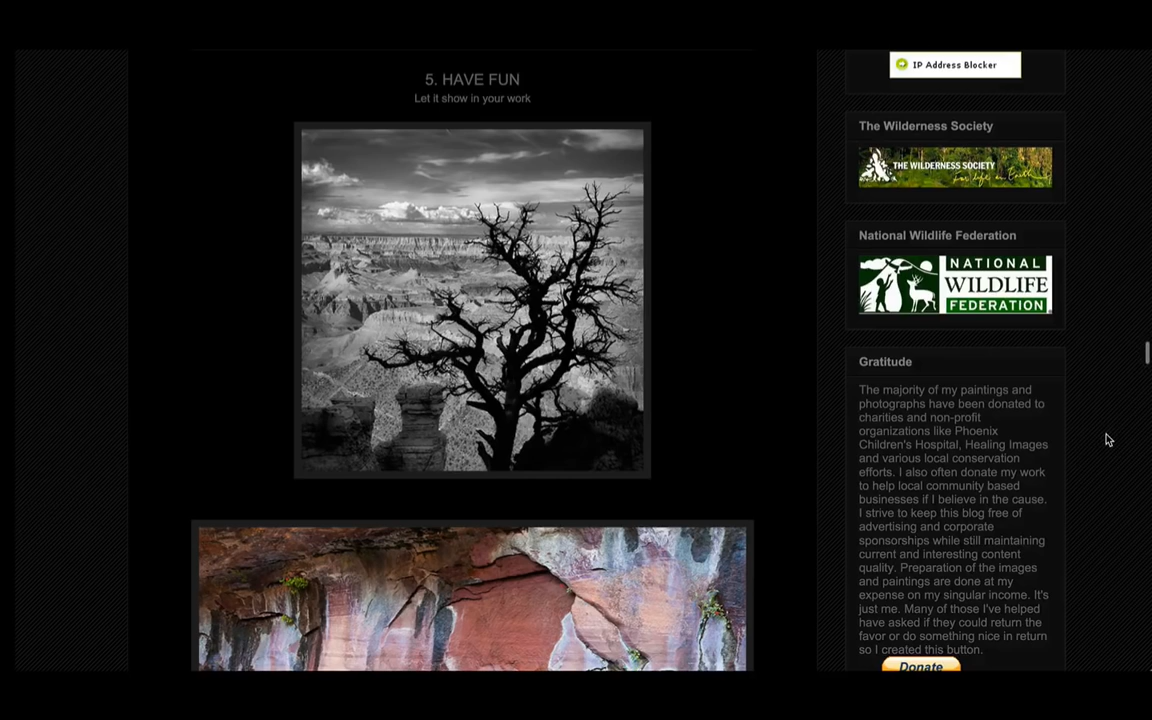 5. HAVE FUN
Let it show in your work
IP Address Blocker
The Wilderness Society
THE WILDERNESS SOCIETY
For life on Earth
National Wildlife Federation
NATIONAL
WILDLIFE
FEDERATION
Gratitude
The majority of my paintings and
photographs have been donated to
charities and non-profit
organizations like Phoenix
Children's Hospital, Healing Images
and various local conservation
efforts. I also often donate my work
to help local community based
businesses if I believe in the cause.
I strive to keep this blog free of
advertising and corporate
sponsorships while still maintaining
current and interesting content
quality. Preparation of the images
and paintings are done at my
expense on my singular income. It's
just me. Many of those I've helped
have asked if they could return the
favor or do something nice in return
so I created this button.
Donate